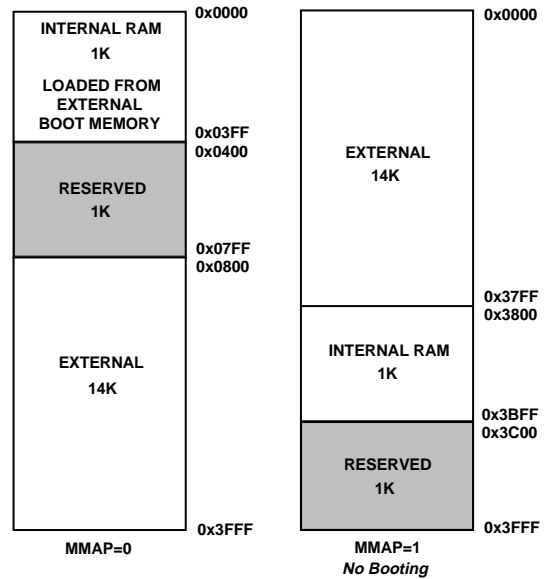 0x0000
INTERNAL RAM
1K
LOADED FROM
EXTERNAL
BOOT MEMORY
0x03FF
0x0400
RESERVED
1K
0x07FF
0x0800
EXTERNAL
14K
0x3FFF
MMAP=0
0x0000
EXTERNAL
14K
0x37FF
0x3800
INTERNAL RAM
1K
0x3BFF
0x3C00
RESERVED
1K
0x3FFF
MMAP=1
No Booting